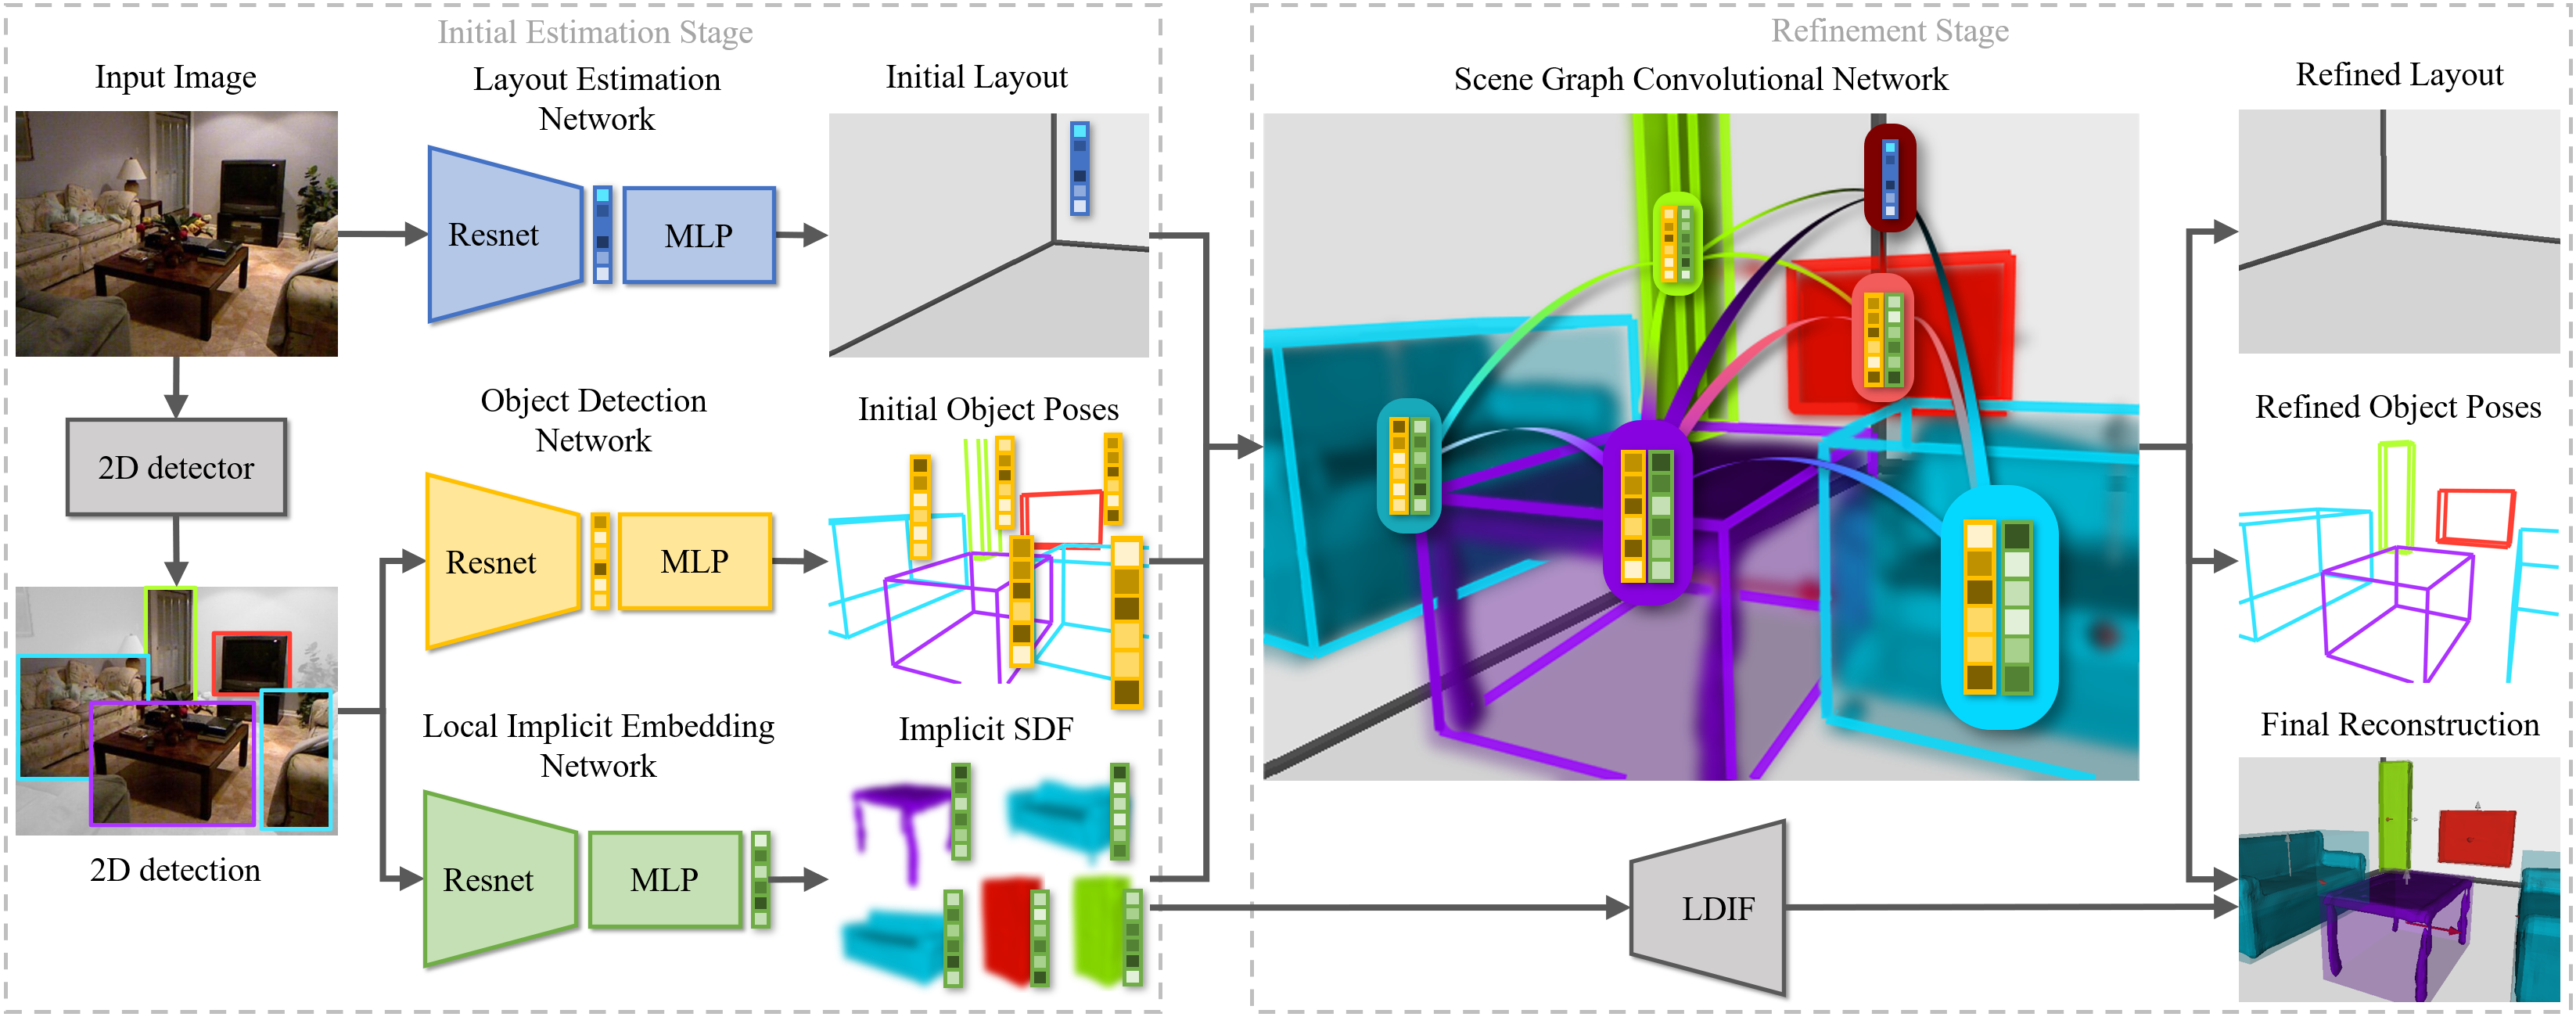 Initial Estimation Stage
Input Image
Layout Estimation
Network
Initial Layout
Resnet
MLP
2D detector
Object Detection
Network
Initial Object Poses
Resnet
MLP
2D detection
Local Implicit Embedding
Network
Implicit SDF
Resnet
MLP
Refinement Stage
Scene Graph Convolutional Network
Refined Layout
Refined Object Poses
Final Reconstruction
LDIF